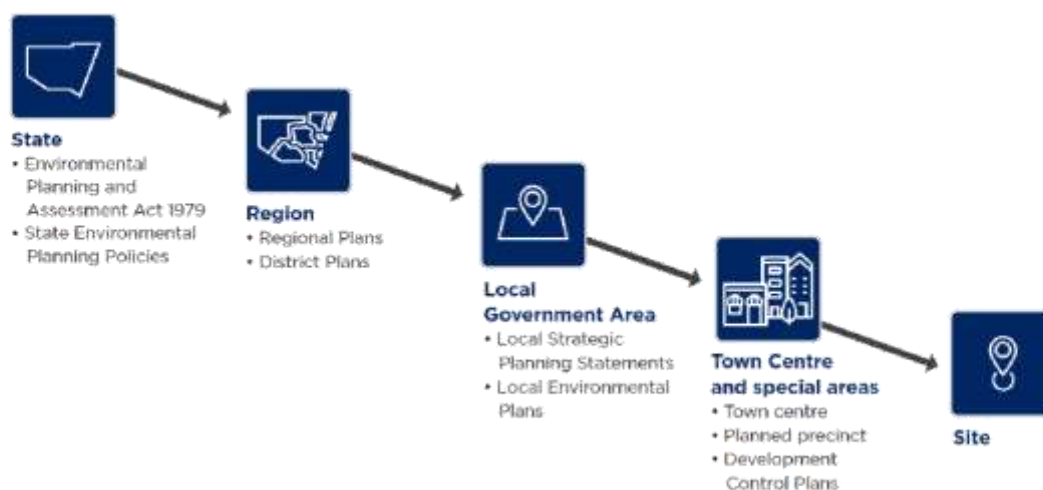 State
• Environmental
Planning and
Assessment Act 1979
• State Environmental
Planning Policies
Region
• Regional Plans
• District Plans
Local
Government Area
• Local Strategic
Planning Statements
• Local Environmental
Plans
Town Centre
and special areas
• Town centre
• Planned precinct
• Development
Control Plans
Site